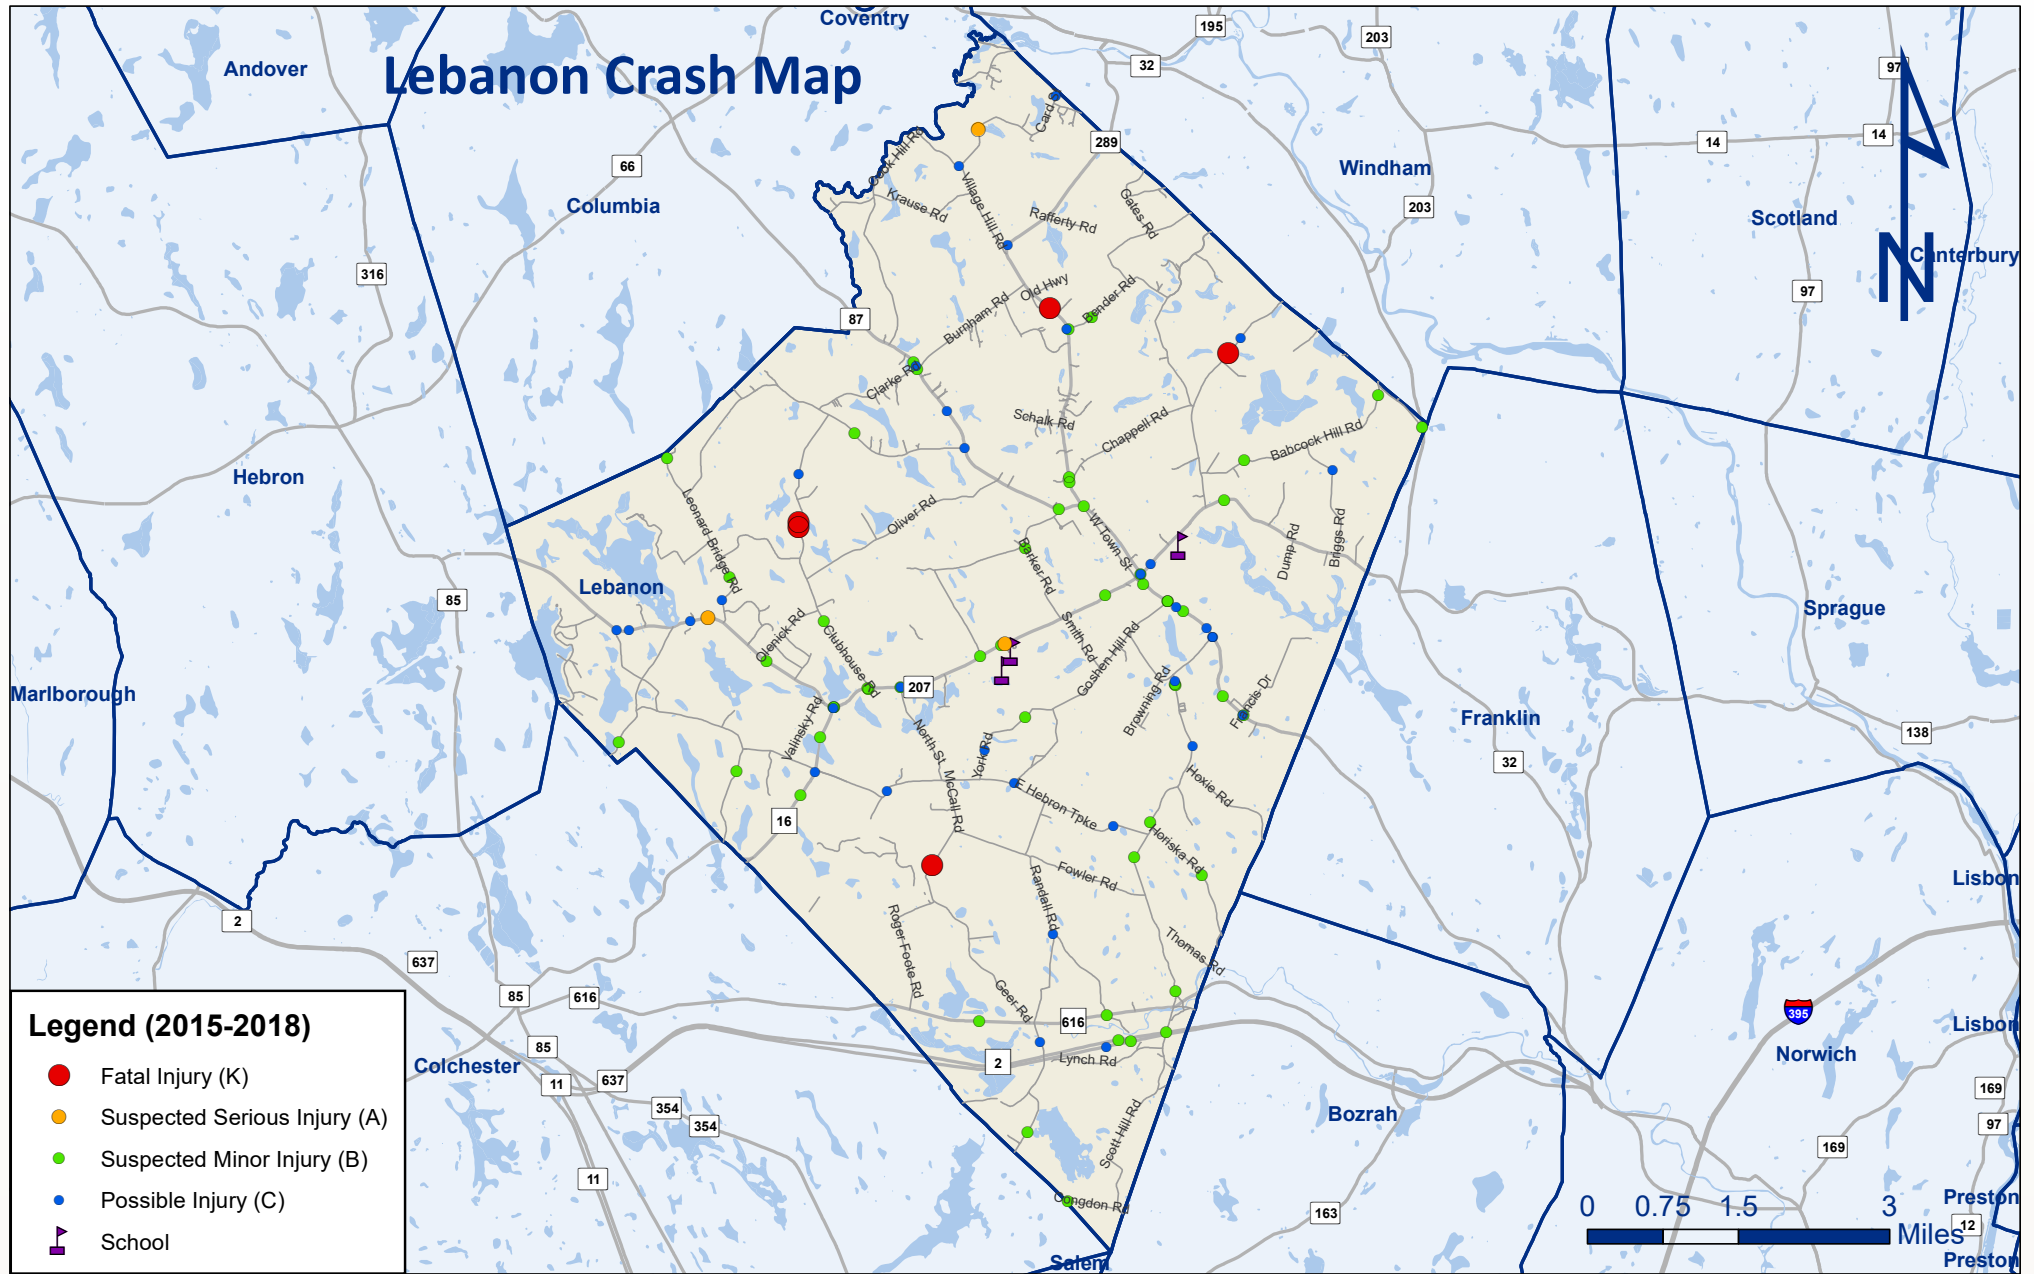 Coventry
Andover
Lebanon Crash Map
195
203
32
97
66
289
14
14
Windham
Columbia
203
Scotland
Canterbury
316
97
87
Card
Cook Hill Rd
Krause Rd
Village Hill Rd
Rafferty Rd
Gates Rd
Old Hwy
Bender Rd
Burnham Rd
Clarke Rd
Schalk Rd
Chappell Rd
Babcock Hill Rd
Hebron
Leonard Bridge Rd
Oliver Rd
W Town St
Barker Rd
Dump Rd
Briggs Rd
Lebanon
85
Olenick Rd
Clubhouse Rd
Smith Rd
Goshen Hill Rd
Sprague
Marlborough
207
Valinsky Rd
North St
York Rd
Browning Rd
Francis Dr
Franklin
138
32
McCall Rd
E Hebron Tpke
Hoxie Rd
16
Horiska Rd
Fowler Rd
Randall Rd
Lisbon
2
Roger Foote Rd
Thomas Rd
637
85
616
Geer Rd
616
395
Lisbon
Norwich
Legend (2015-2018)
Fatal Injury (K)
Suspected Serious Injury (A)
Suspected Minor Injury (B)
Possible Injury (C)
School
85
Colchester
11
637
2
Lynch Rd
354
354
Scott Hill Rd
Bozrah
169
97
169
11
Congdon Rd
163
Salem
Preston
12
Preston
0 0.75 1.5 3
Miles
N